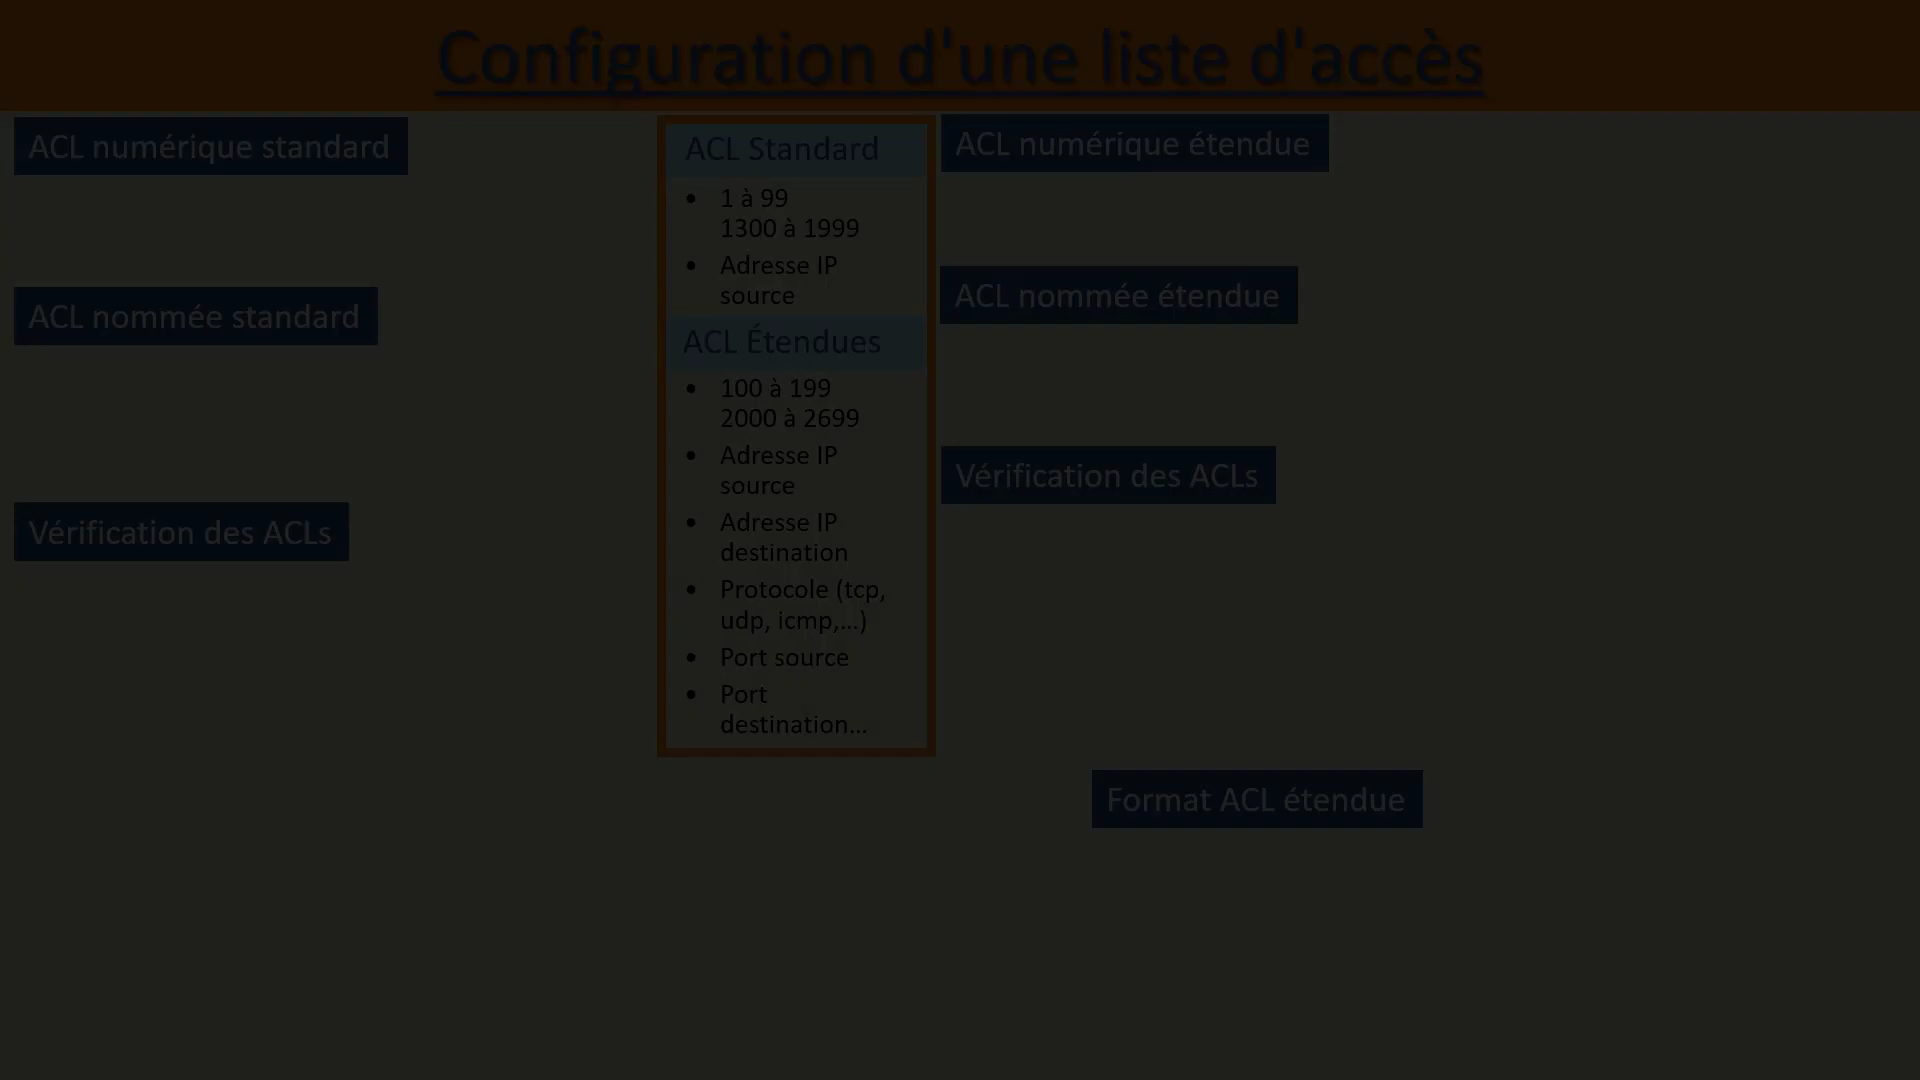 Configuration d'une liste d'accès
ACL numérique standard
ACL nommée standard
Vérification des ACLs
ACL Standard
• 1 à 99
1300 à 1999
• Adresse IP
source
ACL Étendues
• 100 à 199
2000 à 2699
• Adresse IP
source
• Adresse IP
destination
• Protocole (tcp,
udp, icmp,...)
• Port source
• Port
destination...
ACL numérique étendue
ACL nommée étendue
Vérification des ACLs
Format ACL étendue